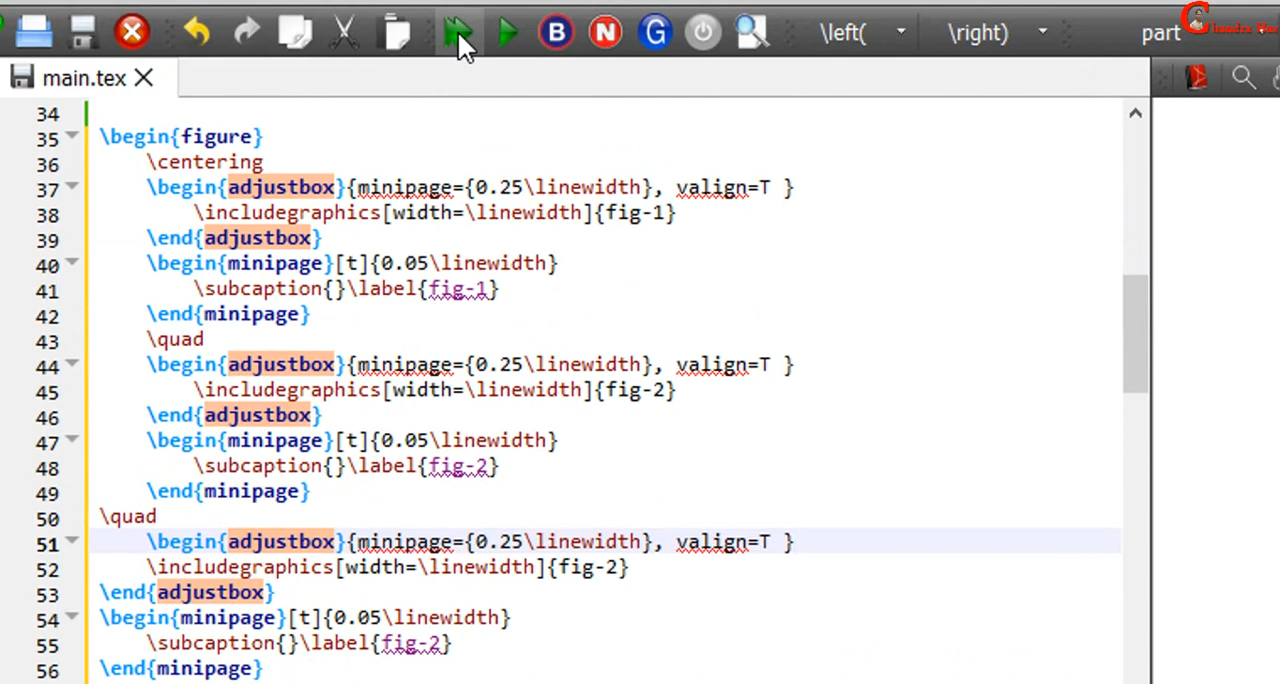 \left( \right) part
Chandra
B N G
main.tex
34
35 \begin{figure}
36 \centering
37 \begin{adjustbox}{minipage={0.25\linewidth}, valign=T }
38 \includegraphics[width=\linewidth]{fig-1}
39 \end{adjustbox}
40 \begin{minipage}[t]{0.05\linewidth}
41 \subcaption{}\label{fig-1}
42 \end{minipage}
43 \quad
44 \begin{adjustbox}{minipage={0.25\linewidth}, valign=T }
45 \includegraphics[width=\linewidth]{fig-2}
46 \end{adjustbox}
47 \begin{minipage}[t]{0.05\linewidth}
48 \subcaption{}\label{fig-2}
49 \end{minipage}
50 \quad
51 \begin{adjustbox}{minipage={0.25\linewidth}, valign=T }
52 \includegraphics[width=\linewidth]{fig-2}
53 \end{adjustbox}
54 \begin{minipage}[t]{0.05\linewidth}
55 \subcaption{}\label{fig-2}
56 \end{minipage}